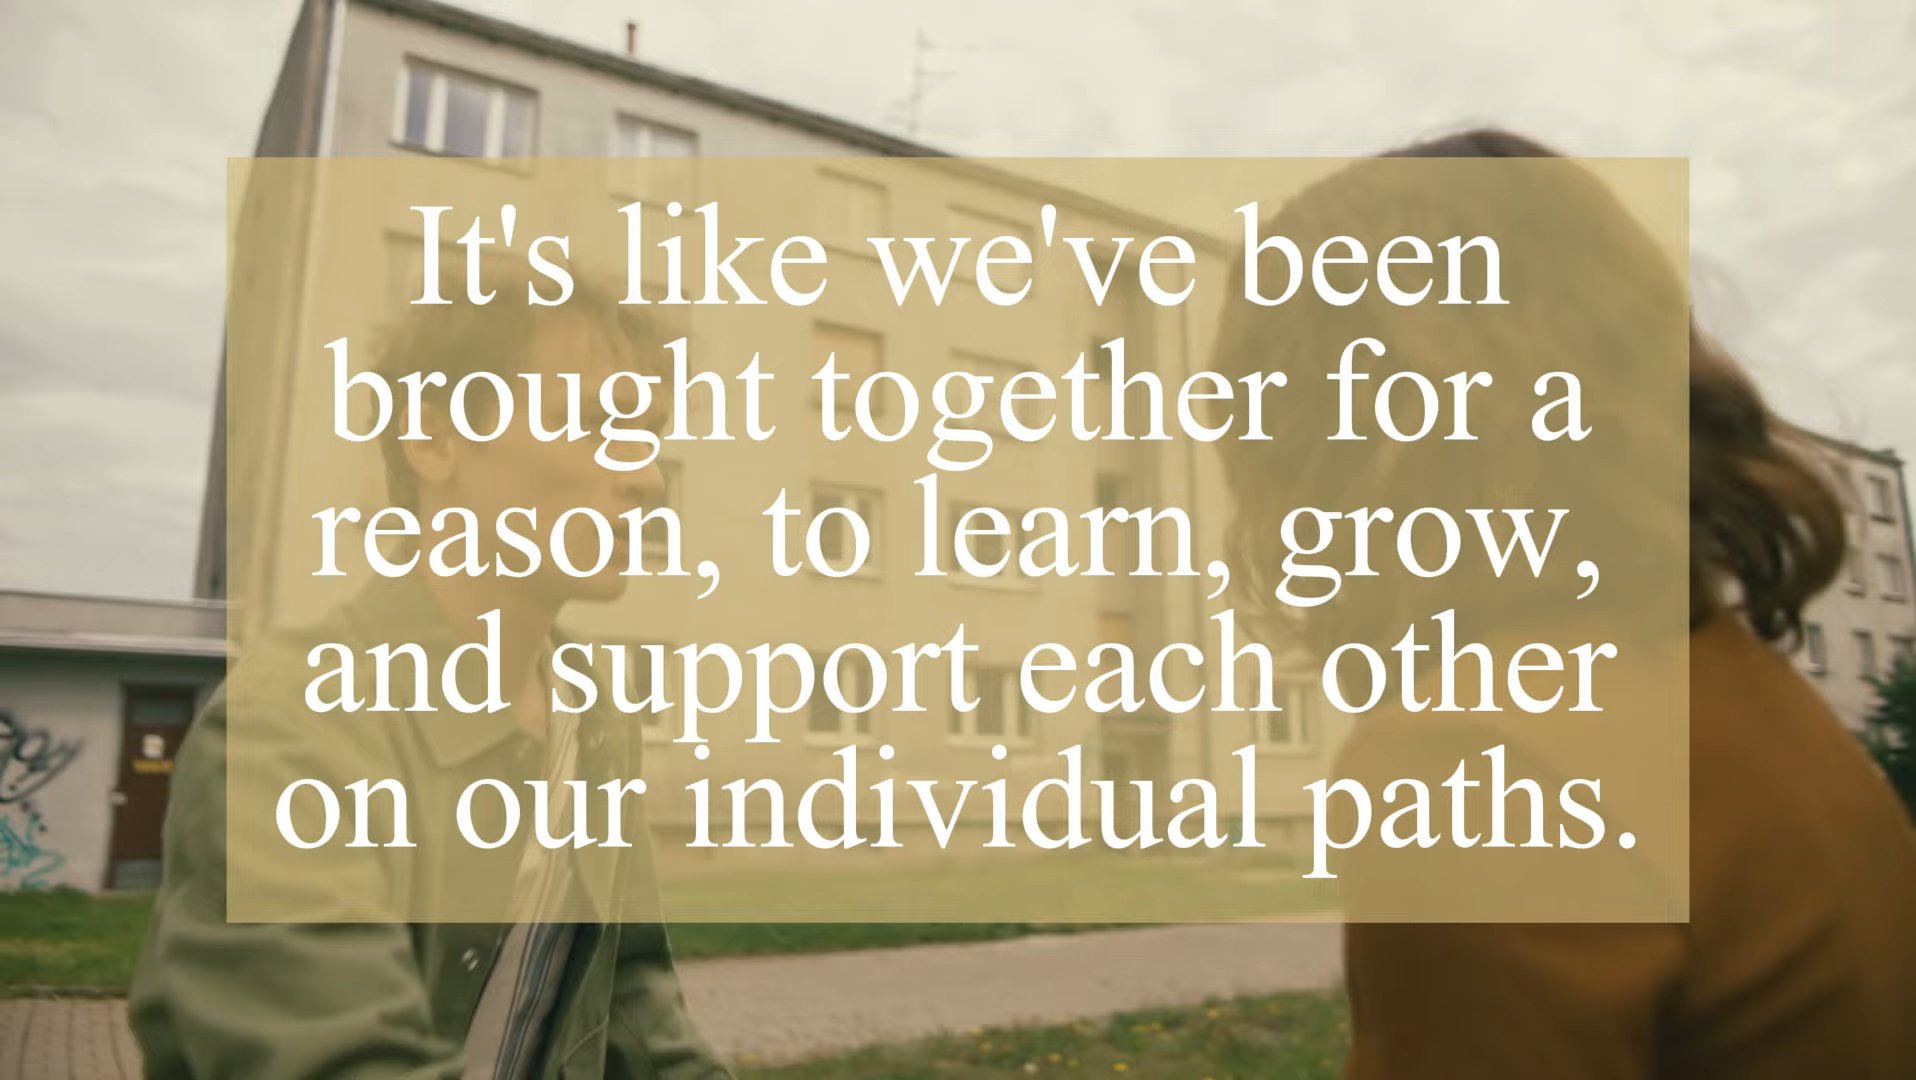 It's like we've been
brought together for a
reason, to learn, grow,
and support each other
on our individual paths.